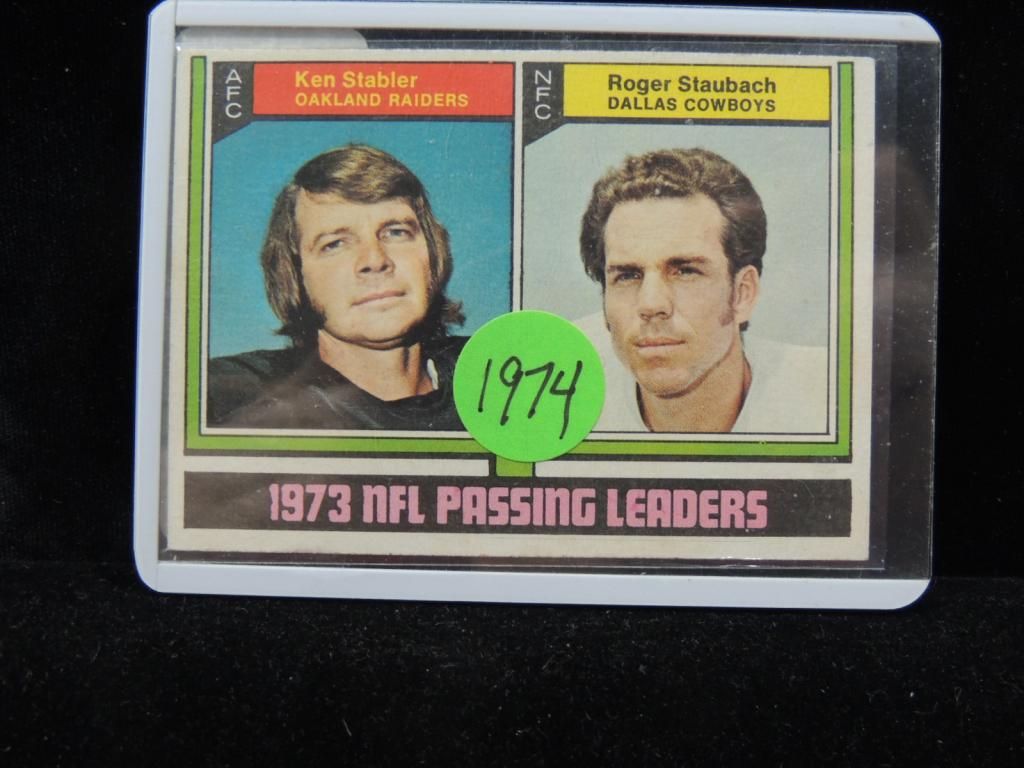 AFC
Ken Stabler
OAKLAND RAIDERS
NFC
Roger Staubach
DALLAS COWBOYS
1974
1973 NFL PASSING LEADERS